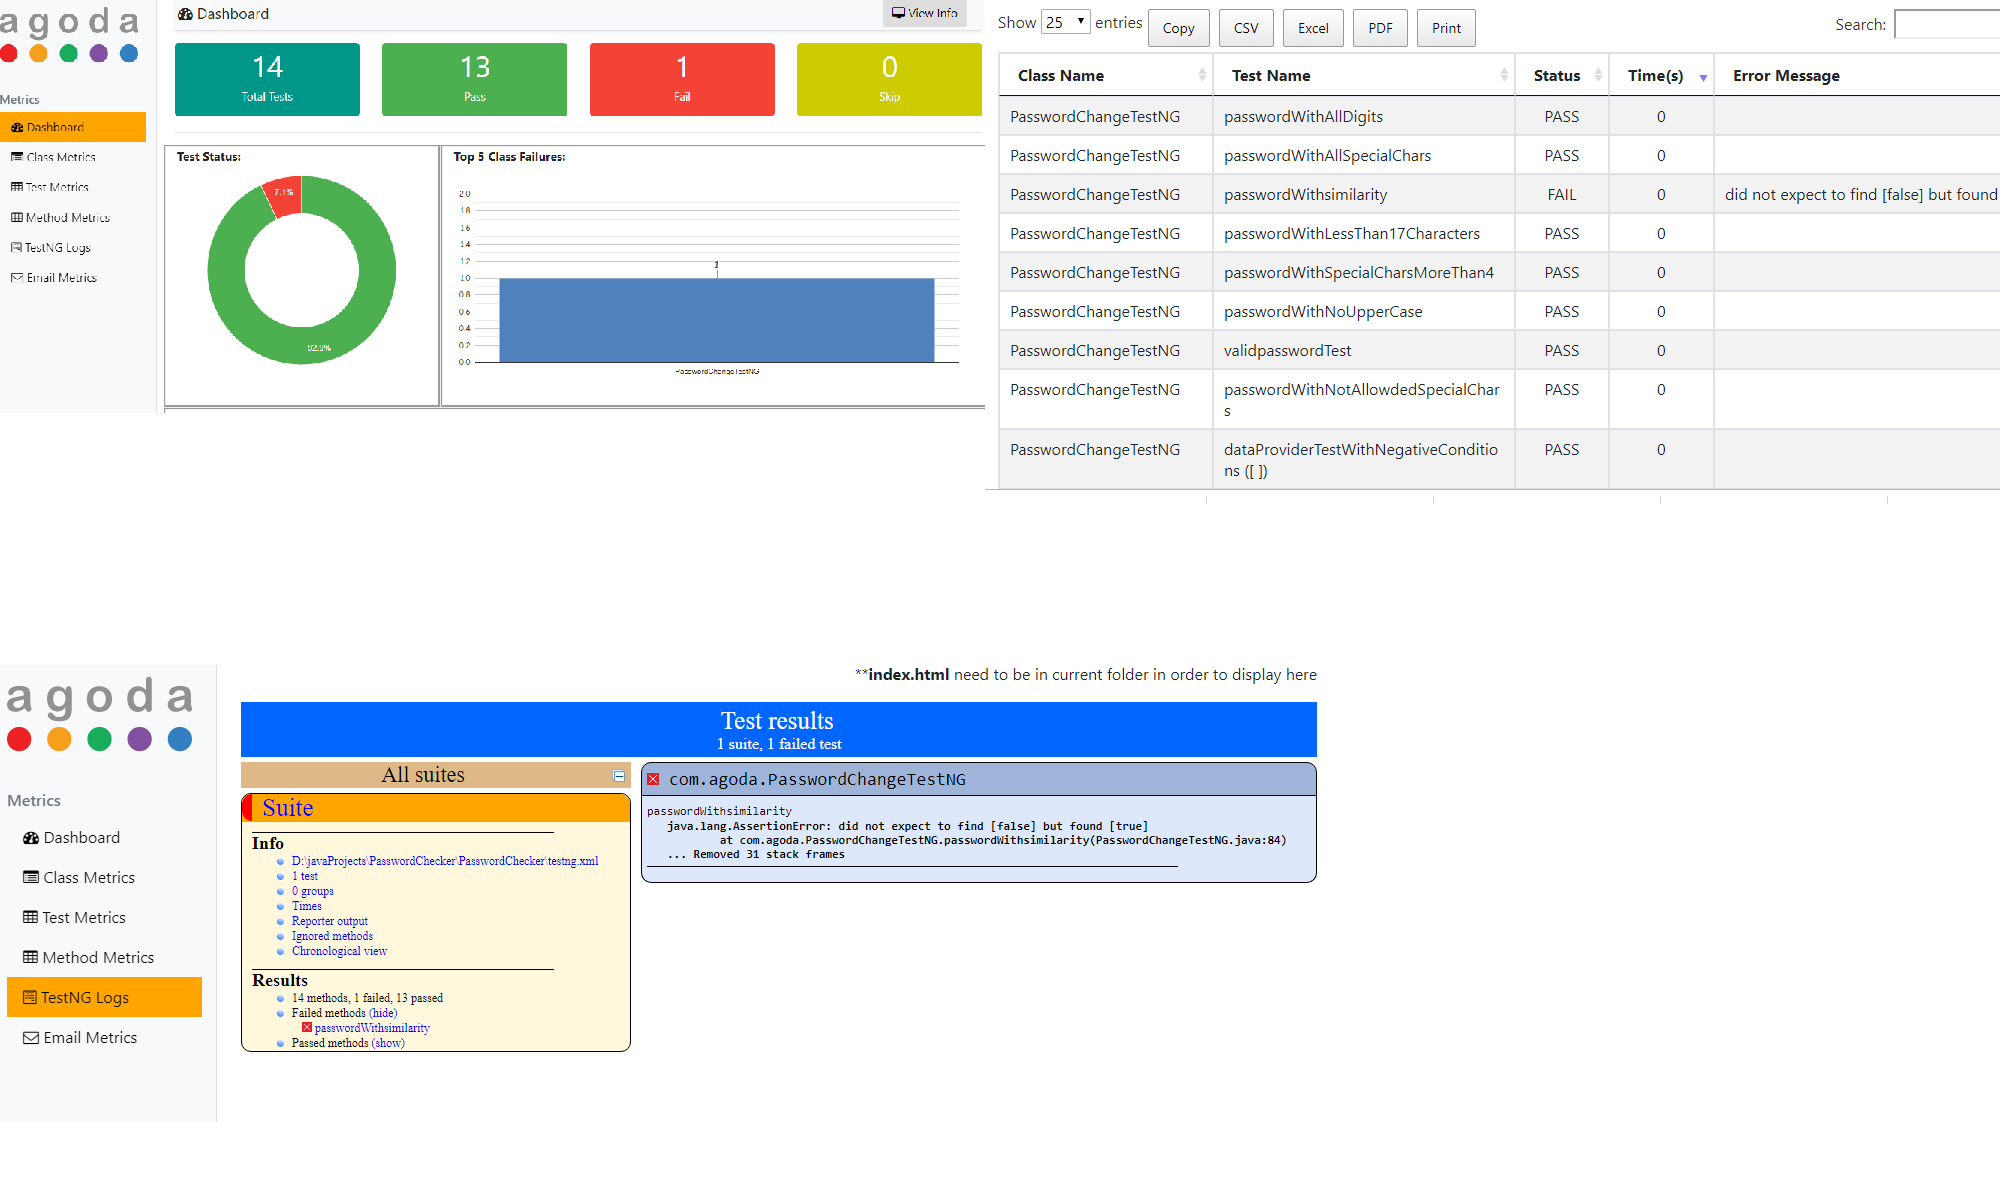 agoda
Metrics
Dashboard
Class Metrics
Test Metrics
Method Metrics
TestNG Logs
Email Metrics
Dashboard
View Info
14
Total Tests
13
Pass
1
Fail
0
Skip
Test Status:
7.1%
92.9%
Top 5 Class Failures:
2.0
1.8
1.6
1.4
1.2
1.0
0.8
0.6
0.4
0.2
0.0
1
PasswordChangeTestNG
Show 25 entries Copy CSV Excel PDF Print Search:
Class Name Test Name Status Time(s) Error Message
PasswordChangeTestNG passwordWithAllDigits PASS 0
PasswordChangeTestNG passwordWithAllSpecialChars PASS 0
PasswordChangeTestNG passwordWithsimilarity FAIL 0 did not expect to find [false] but found
PasswordChangeTestNG passwordWithLessThan17Characters PASS 0
PasswordChangeTestNG passwordWithSpecialCharsMoreThan4 PASS 0
PasswordChangeTestNG passwordWithNoUpperCase PASS 0
PasswordChangeTestNG validpasswordTest PASS 0
PasswordChangeTestNG passwordWithNotAllowdedSpecialChar PASS 0
s
PasswordChangeTestNG dataProviderTestWithNegativeConditio PASS 0
ns ([ ])
agoda
Metrics
Dashboard
Class Metrics
Test Metrics
Method Metrics
TestNG Logs
Email Metrics
**index.html need to be in current folder in order to display here
Test results
1 suite, 1 failed test
All suites
Suite
Info
D:\javaProjects\PasswordChecker\PasswordChecker\testng.xml
1 test
0 groups
Times
Reporter output
Ignored methods
Chronological view
Results
14 methods, 1 failed, 13 passed
Failed methods (hide)
passwordWithsimilarity
Passed methods (show)
com.agoda.PasswordChangeTestNG
passwordWithsimilarity
java.lang.AssertionError: did not expect to find [false] but found [true]
at com.agoda.PasswordChangeTestNG.passwordWithsimilarity(PasswordChangeTestNG.java:84)
... Removed 31 stack frames